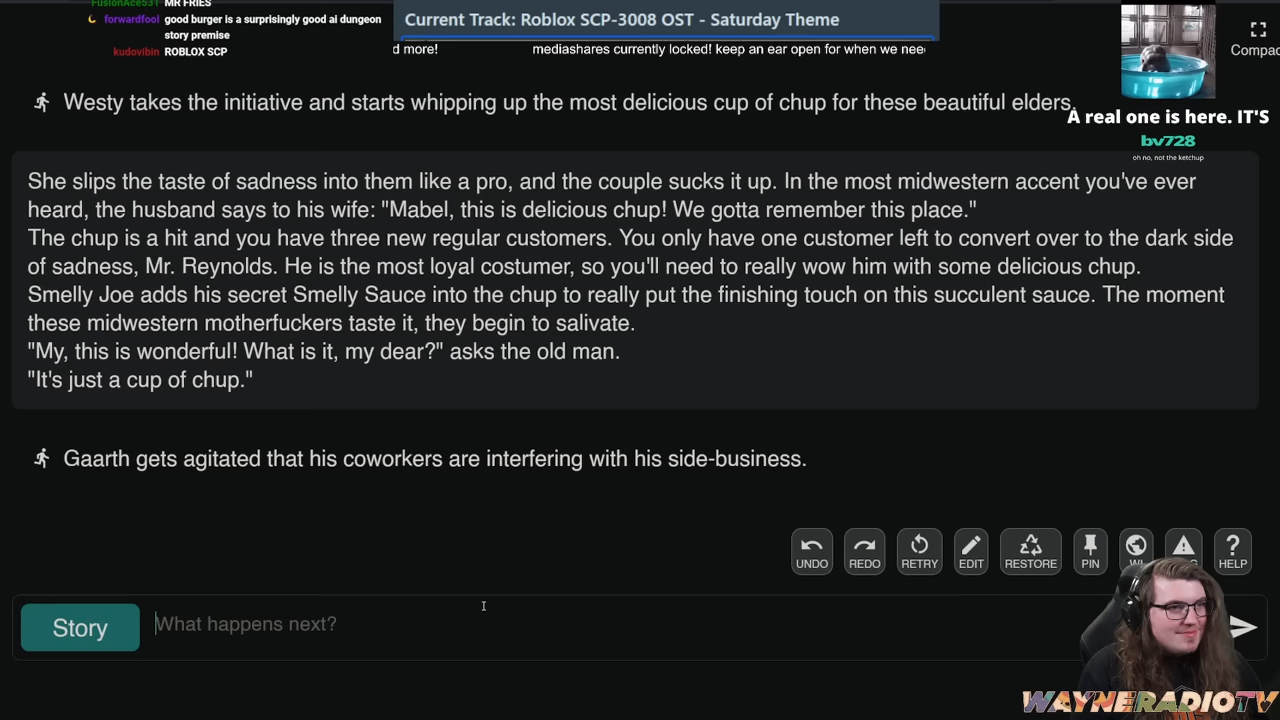 FusionAce531 MR FRIES
forwardfool good burger is a surprisingly good ai dungeon
story premise
kudovibin ROBLOX SCP
Current Track: Roblox SCP-3008 OST - Saturday Theme
d more! mediashares currently locked! keep an ear open for when we nee
Compac
A real one is here. IT'S
bv728
oh no, not the ketchup
Westy takes the initiative and starts whipping up the most delicious cup of chup for these beautiful elders.
She slips the taste of sadness into them like a pro, and the couple sucks it up. In the most midwestern accent you've ever
heard, the husband says to his wife: "Mabel, this is delicious chup! We gotta remember this place."
The chup is a hit and you have three new regular customers. You only have one customer left to convert over to the dark side
of sadness, Mr. Reynolds. He is the most loyal costumer, so you'll need to really wow him with some delicious chup.
Smelly Joe adds his secret Smelly Sauce into the chup to really put the finishing touch on this succulent sauce. The moment
these midwestern motherfuckers taste it, they begin to salivate.
"My, this is wonderful! What is it, my dear?" asks the old man.
"It's just a cup of chup."
Gaarth gets agitated that his coworkers are interfering with his side-business.
UNDO REDO RETRY EDIT RESTORE PIN HELP
Story What happens next?
WAYNERADIOTV